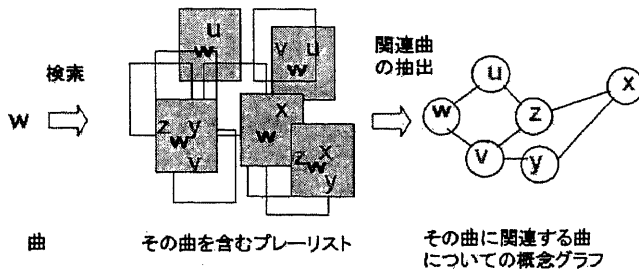 検索
関連曲
の抽出
w
u
w
v u
w
z y
w
v
x
w
z x
w
y
u
w
z
x
v
y
曲
その曲を含むプレーリスト
その曲に関連する曲
についての概念グラフ